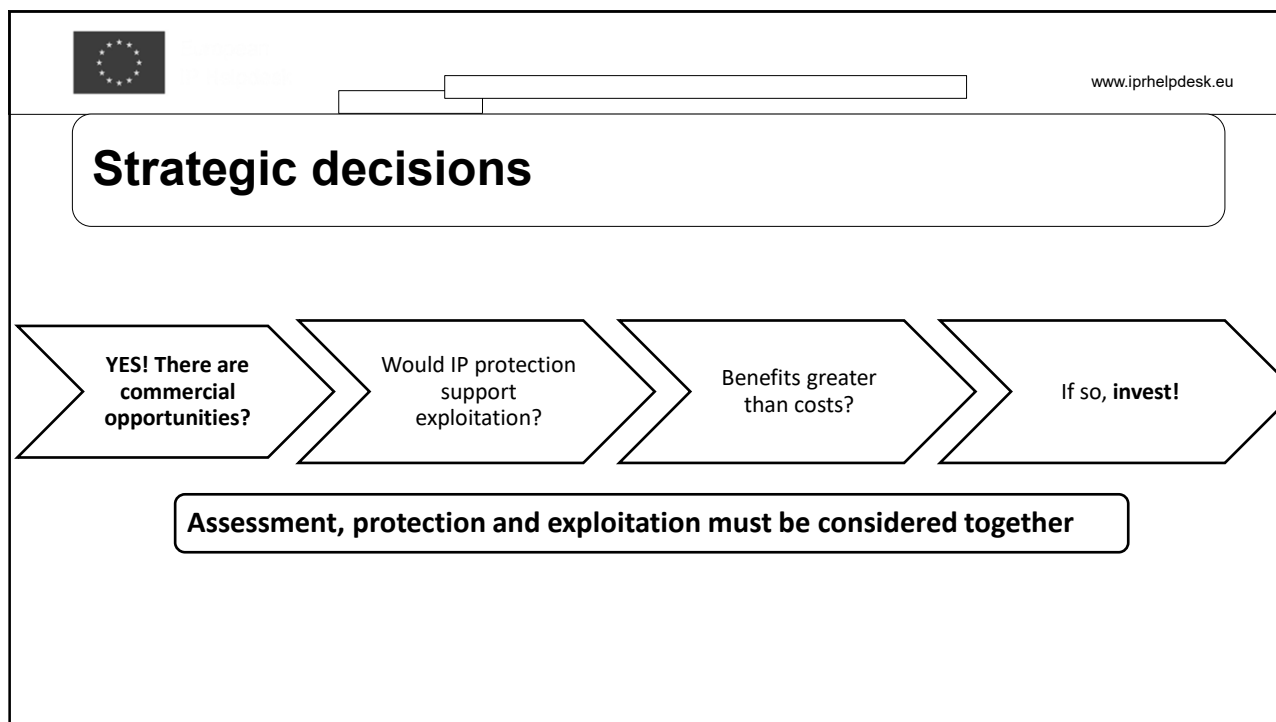 www.iprhelpdesk.eu
Strategic decisions
YES! There are
commercial
opportunities?
Would IP protection
support
exploitation?
Benefits greater
than costs?
If so, invest!
Assessment, protection and exploitation must be considered together